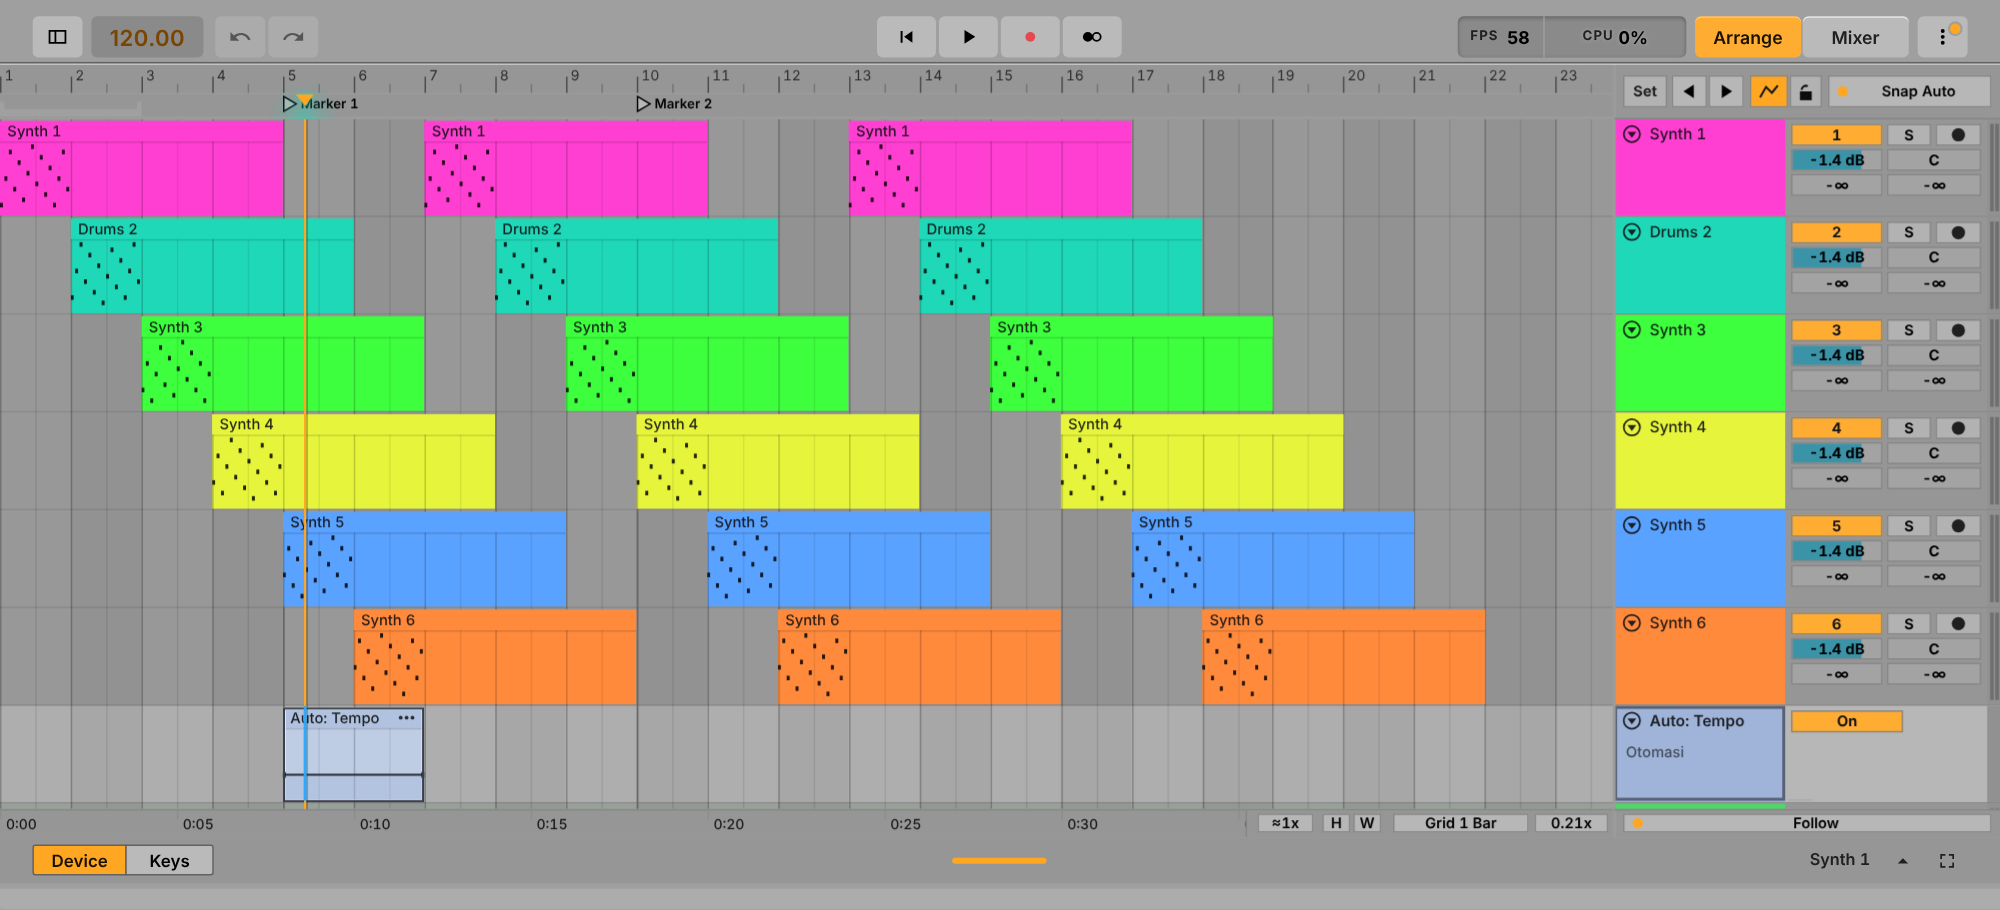 120.00
FPS 58
CPU 0%
Arrange
Mixer
1 2 3 4 5 6 7 8 9 10 11 12 13 14 15 16 17 18 19 20 21 22 23
Set
Snap Auto
Marker 1
Marker 2
Synth 1 Synth 1 Synth 1
Synth 1
1 S
-1.4 dB C
-∞ -∞
Drums 2 Drums 2 Drums 2
Drums 2
2 S
-1.4 dB C
-∞ -∞
Synth 3 Synth 3 Synth 3
Synth 3
3 S
-1.4 dB C
-∞ -∞
Synth 4 Synth 4 Synth 4
Synth 4
4 S
-1.4 dB C
-∞ -∞
Synth 5 Synth 5 Synth 5
Synth 5
5 S
-1.4 dB C
-∞ -∞
Synth 6 Synth 6 Synth 6
Synth 6
6 S
-1.4 dB C
-∞ -∞
Auto: Tempo
Auto: Tempo
On
Otomasi
0:00 0:05 0:10 0:15 0:20 0:25 0:30
≈1x
H W
Grid 1 Bar
0.21x
Follow
Device Keys
Synth 1